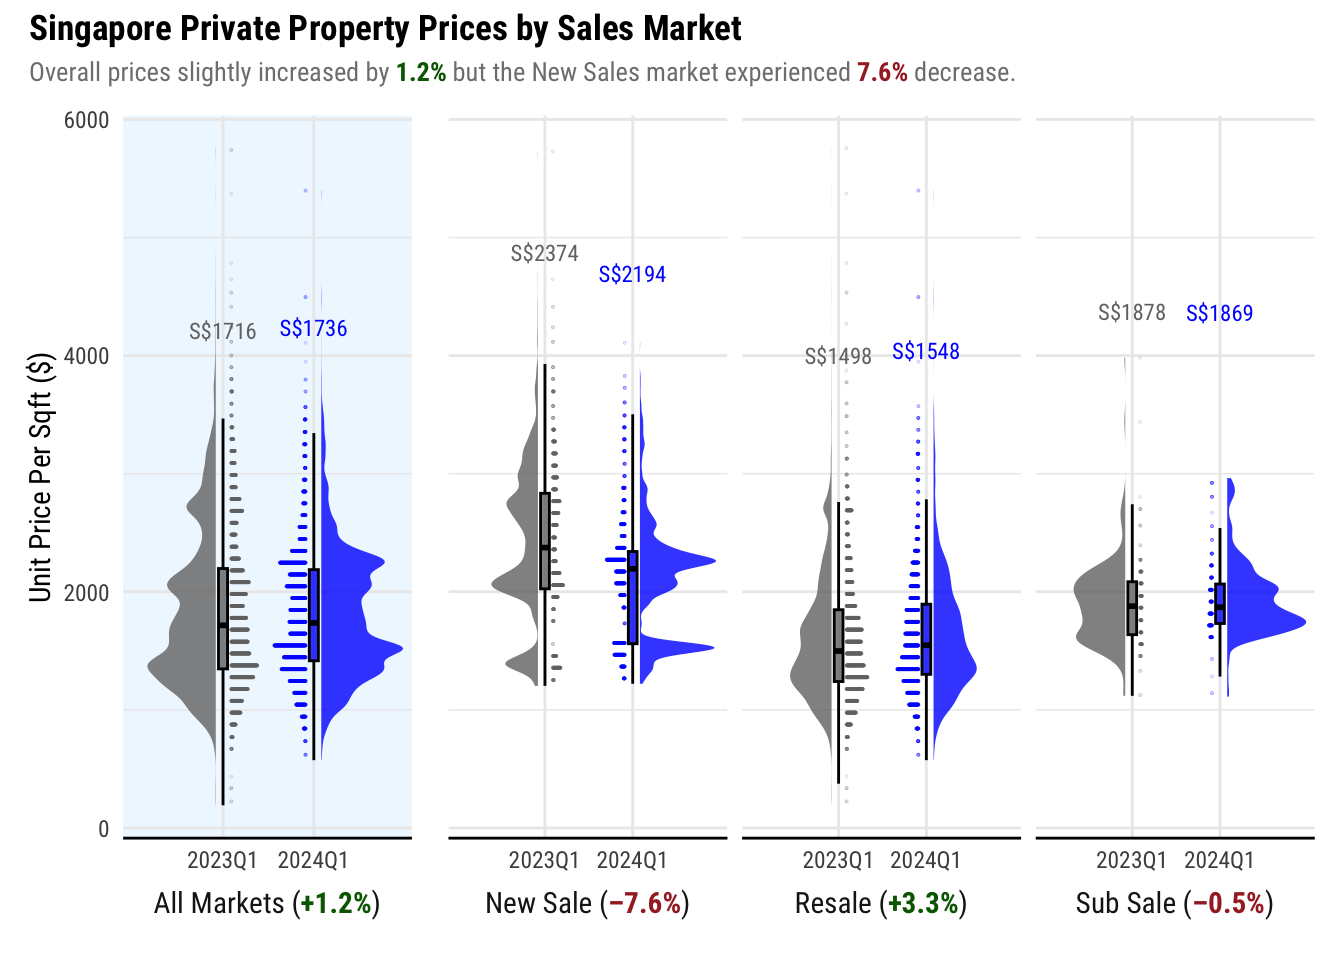 Singapore Private Property Prices by Sales Market
Overall prices slightly increased by 1.2% but the New Sales market experienced 7.6% decrease.
Unit Price Per Sqft ($)
6000
4000
2000
0
S$1716
S$1736
S$2374
S$2194
S$1498
S$1548
S$1878
S$1869
2023Q1 2024Q1
2023Q1 2024Q1
2023Q1 2024Q1
2023Q1 2024Q1
All Markets (+1.2%)
New Sale (−7.6%)
Resale (+3.3%)
Sub Sale (−0.5%)